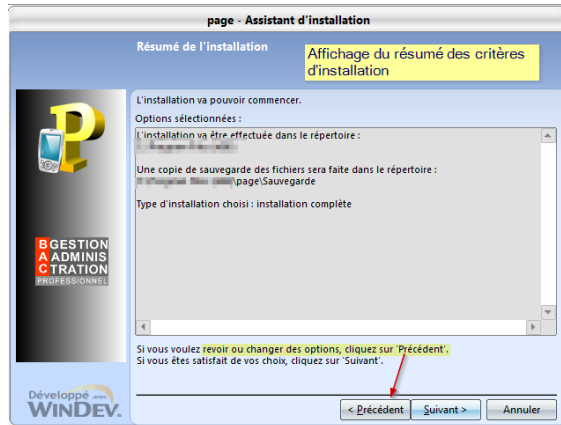 page - Assistant d'installation
Résumé de l'installation
Affichage du résumé des critères
d'installation
L'installation va pouvoir commencer.
Options sélectionnées :
L'installation va être effectuée dans le répertoire :
Une copie de sauvegarde des fichiers sera faite dans le répertoire :
\page\Sauvegarde
Type d'installation choisi : installation complète
P
B GESTION
A ADMINIS
C TRATION
PROFESSIONNEL
Si vous voulez revoir ou changer des options, cliquez sur 'Précédent'.
Si vous êtes satisfait de vos choix, cliquez sur 'Suivant'.
Développé avec
WINDEV.
< Précédent
Suivant >
Annuler